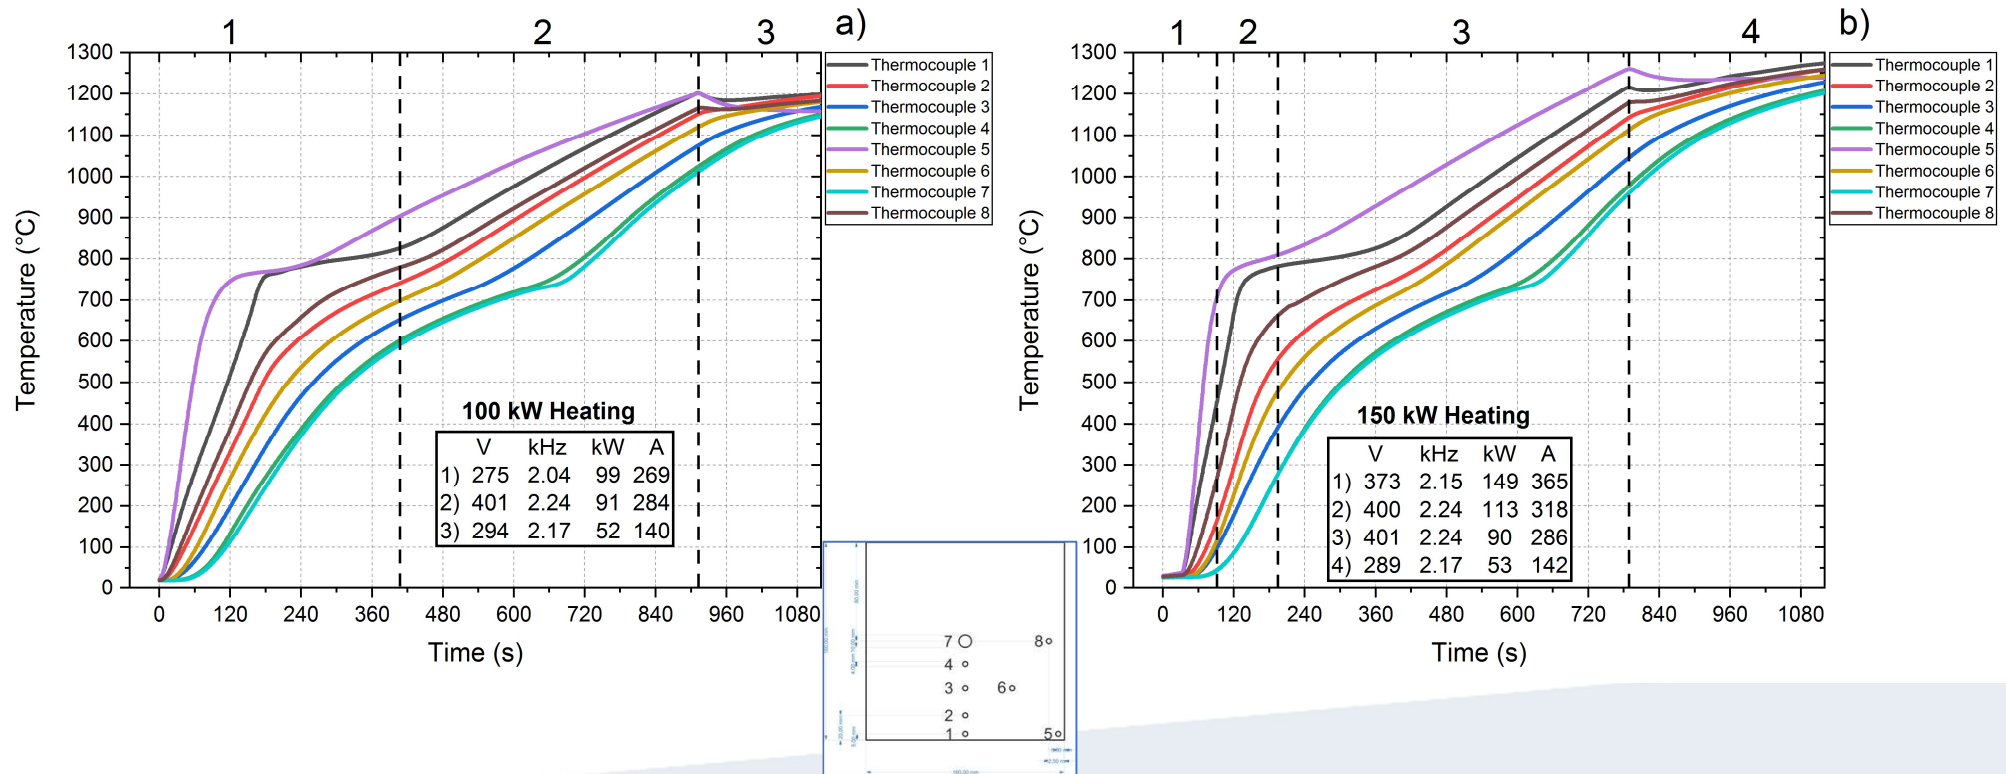 1 2 3 a)
1300
1200
1100
1000
900
800
700
600
500
400
300
200
100
0
Temperature (°C)
0 120 240 360 480 600 720 840 960 1080
Time (s)
Thermocouple 1
Thermocouple 2
Thermocouple 3
Thermocouple 4
Thermocouple 5
Thermocouple 6
Thermocouple 7
Thermocouple 8
100 kW Heating
V kHz kW A
1) 275 2.04 99 269
2) 401 2.24 91 284
3) 294 2.17 52 140
7 8
4
3 6
2
1 5
1 2 3 4 b)
1300
1200
1100
1000
900
800
700
600
500
400
300
200
100
0
Temperature (°C)
0 120 240 360 480 600 720 840 960 1080
Time (s)
Thermocouple 1
Thermocouple 2
Thermocouple 3
Thermocouple 4
Thermocouple 5
Thermocouple 6
Thermocouple 7
Thermocouple 8
150 kW Heating
V kHz kW A
1) 373 2.15 149 365
2) 400 2.24 113 318
3) 401 2.24 90 286
4) 289 2.17 53 142